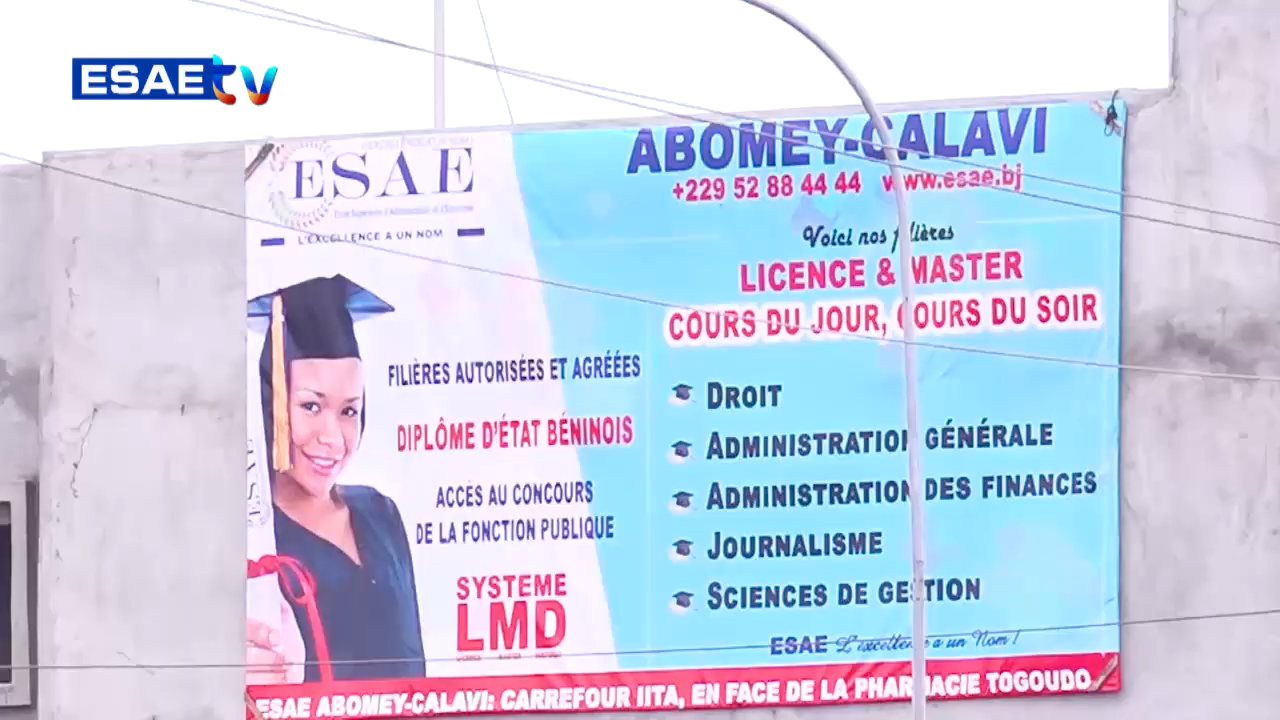 ESAE tv
ESAE
L'EXCELLENCE A UN NOM
FILIÈRES AUTORISÉES ET AGRÉÉES
DIPLÔME D'ÉTAT BÉNINOIS
ACCÈS AU CONCOURS
DE LA FONCTION PUBLIQUE
SYSTEME
LMD
ABOMEY-CALAVI
+229 52 88 44 44 www.esae.bj
Voici nos filières
LICENCE & MASTER
COURS DU JOUR, COURS DU SOIR
DROIT
ADMINISTRATION GÉNÉRALE
ADMINISTRATION DES FINANCES
JOURNALISME
SCIENCES DE GESTION
ESAE L'excellence a un Nom !
ESAE ABOMEY-CALAVI: CARREFOUR IITA, EN FACE DE LA PHARMACIE TOGOUDO